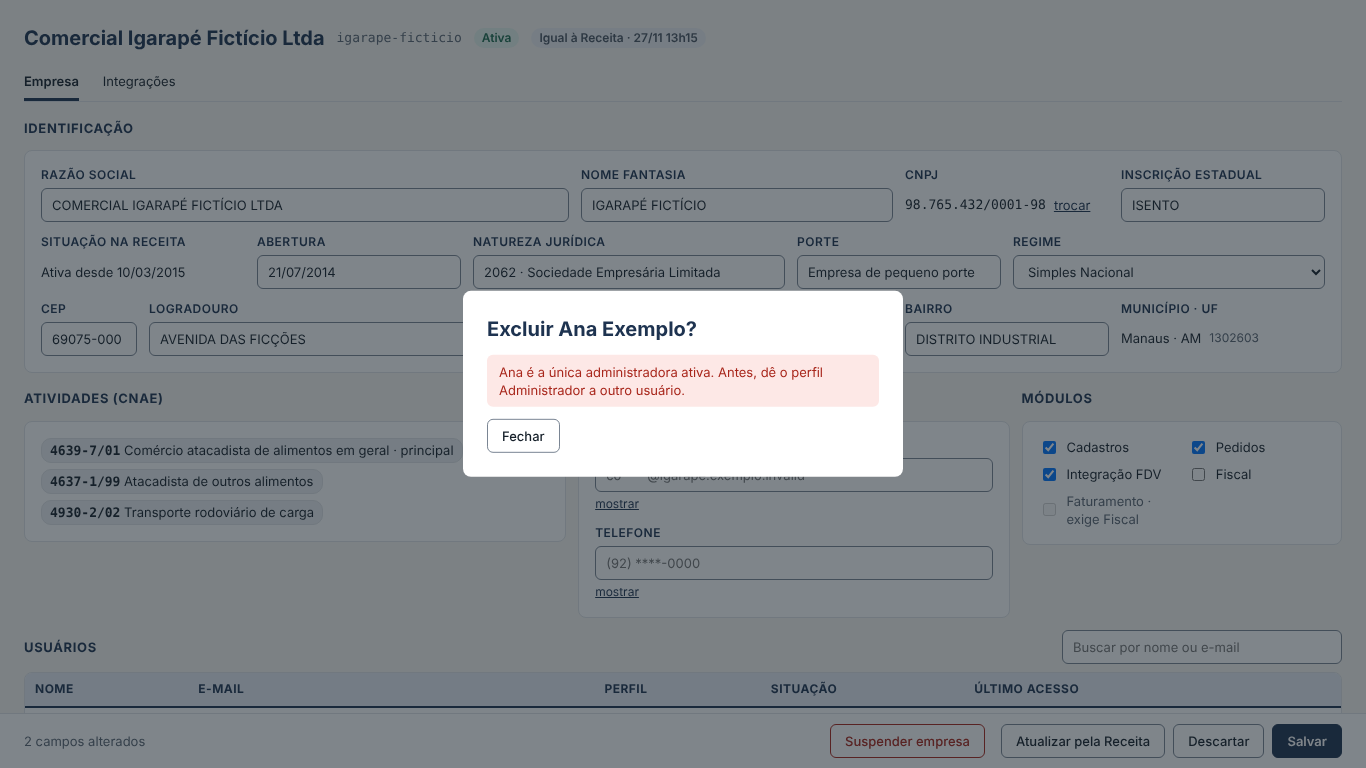 Comercial Igarapé Fictício Ltda igarape-ficticio Ativa Igual à Receita · 27/11 13h15
Empresa Integrações
IDENTIFICAÇÃO
RAZÃO SOCIAL NOME FANTASIA CNPJ INSCRIÇÃO ESTADUAL
COMERCIAL IGARAPÉ FICTÍCIO LTDA IGARAPÉ FICTÍCIO 98.765.432/0001-98 trocar ISENTO
SITUAÇÃO NA RECEITA ABERTURA NATUREZA JURÍDICA PORTE REGIME
Ativa desde 10/03/2015 21/07/2014 2062 · Sociedade Empresária Limitada Empresa de pequeno porte Simples Nacional
CEP LOGRADOURO BAIRRO MUNICÍPIO · UF
69075-000 AVENIDA DAS FICÇÕES DISTRITO INDUSTRIAL Manaus · AM 1302603
Excluir Ana Exemplo?
Ana é a única administradora ativa. Antes, dê o perfil
Administrador a outro usuário.
Fechar
ATIVIDADES (CNAE) MÓDULOS
4639-7/01 Comércio atacadista de alimentos em geral · principal
4637-1/99 Atacadista de outros alimentos
4930-2/02 Transporte rodoviário de carga
@igarape.exemplo.invalid
mostrar
TELEFONE
(92) ****-0000
mostrar
Cadastros Pedidos
Integração FDV Fiscal
Faturamento ·
exige Fiscal
USUÁRIOS Buscar por nome ou e-mail
NOME E-MAIL PERFIL SITUAÇÃO ÚLTIMO ACESSO
2 campos alterados Suspender empresa Atualizar pela Receita Descartar Salvar